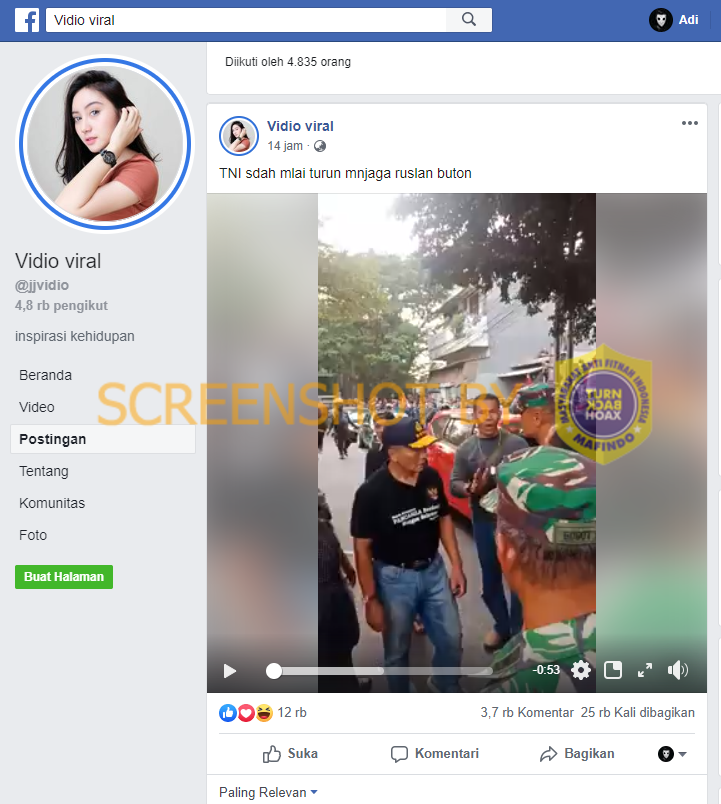 Vidio viral
Adi
Diikuti oleh 4.835 orang
Vidio viral
14 jam ·
TNI sdah mlai turun mnjaga ruslan buton
Vidio viral
@jjvidio
4,8 rb pengikut
inspirasi kehidupan
Beranda
Video
Postingan
Tentang
Komunitas
Foto
Buat Halaman
SCREENSHOT BY
MASYARAKAT ANTI FITNAH INDONESIA
TURN
BACK
HOAX
MAFINDO
PANCASILA
-0:53
12 rb
3,7 rb Komentar 25 rb Kali dibagikan
Suka
Komentari
Bagikan
Paling Relevan